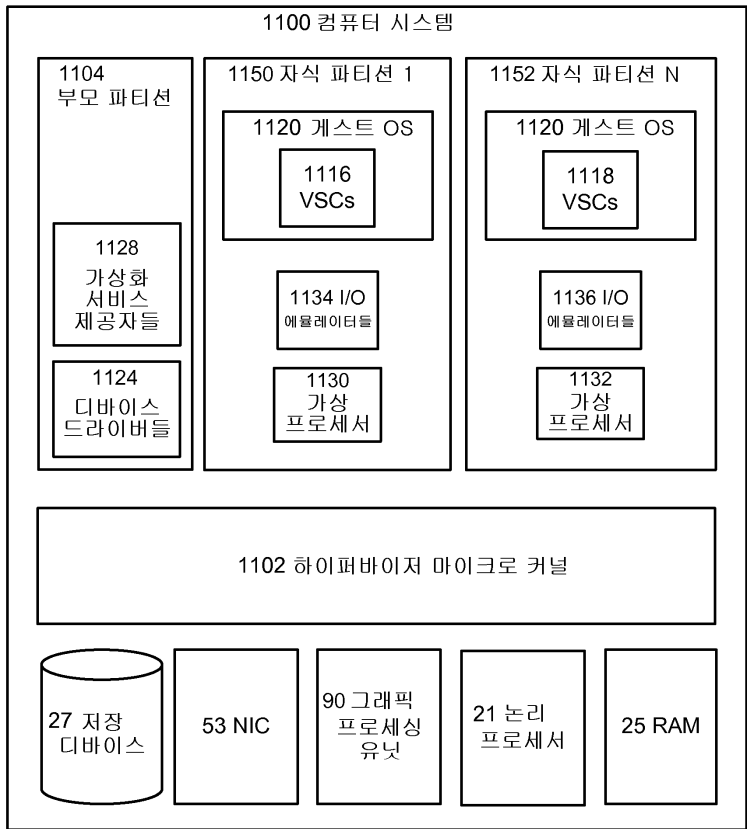 1100 컴퓨터 시스템
1104
부모 파티션
1128
가상화
서비스
제공자들
1124
디바이스
드라이버들
1150 자식 파티션 1
1120 게스트 OS
1116
VSCs
1134 I/O
에뮬레이터들
1130
가상
프로세서
1152 자식 파티션 N
1120 게스트 OS
1118
VSCs
1136 I/O
에뮬레이터들
1132
가상
프로세서
1102 하이퍼바이저 마이크로 커널
27 저장
디바이스
53 NIC
90 그래픽
프로세싱
유닛
21 논리
프로세서
25 RAM